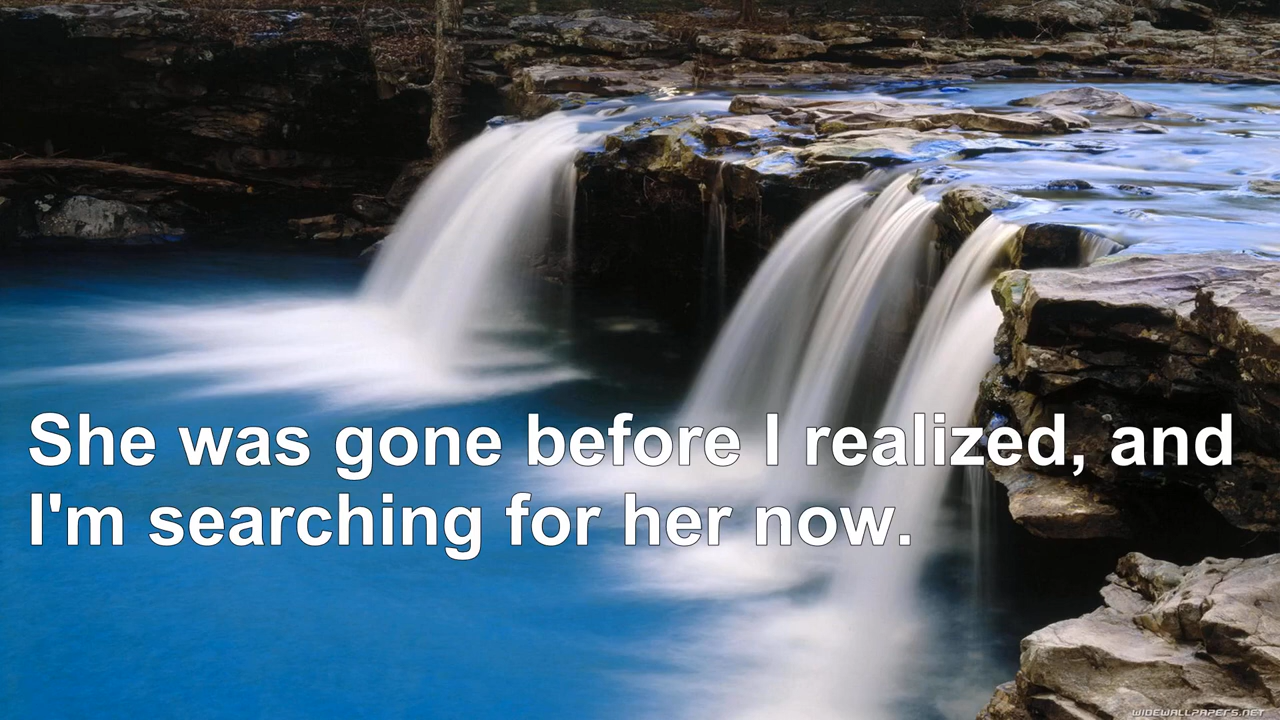 She was gone before I realized, and
I'm searching for her now.
WIDEWALLPAPERS.NET